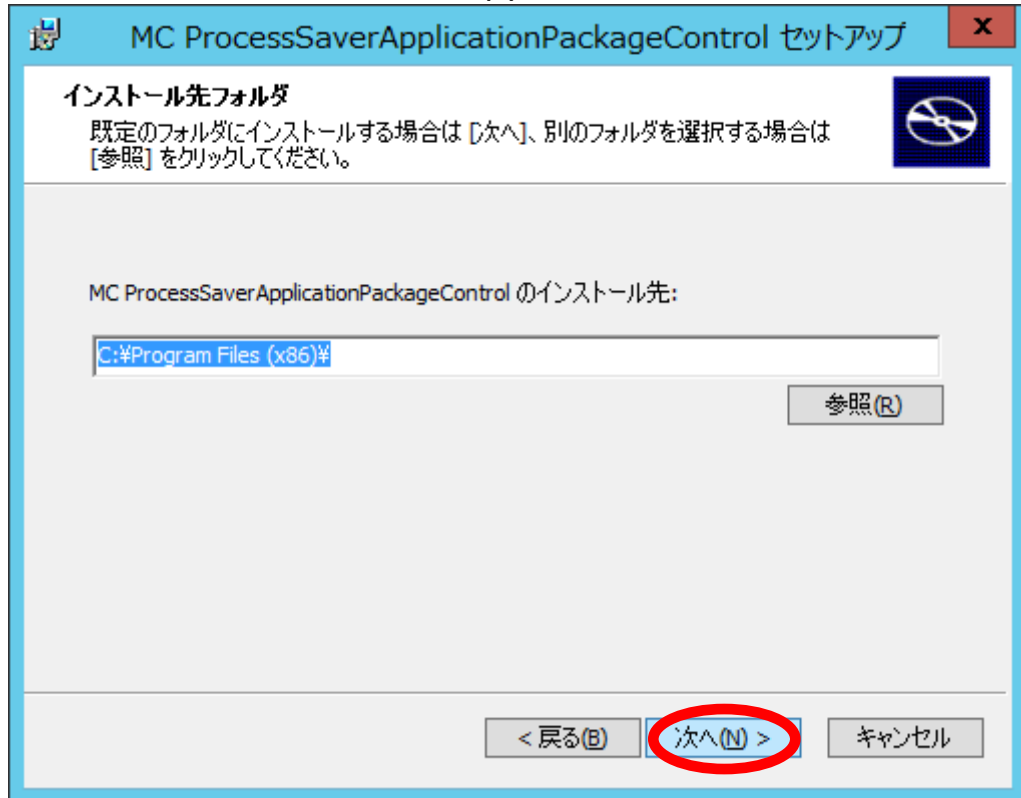 MC ProcessSaverApplicationPackageControl セットアップ
x
インストール先フォルダ
既定のフォルダにインストールする場合は [次へ]、別のフォルダを選択する場合は
[参照] をクリックしてください。
MC ProcessSaverApplicationPackageControl のインストール先:
C:¥Program Files (x86)¥
参照(R)
< 戻る(B)
次へ(N) >
キャンセル